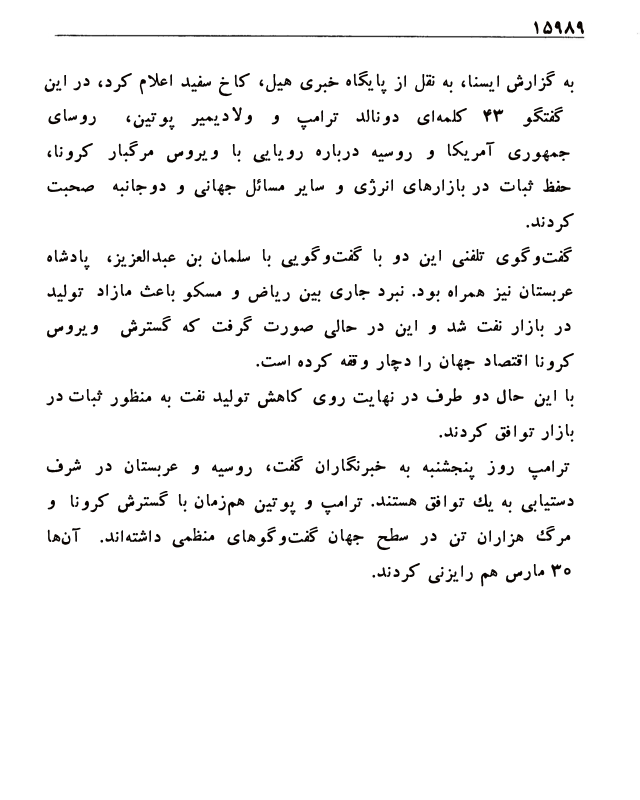 ۱۵۹۸۹
به گزارش ایسنا، به نقل از پایگاه خبری هیل، کاخ سفید اعلام کرد، در این
گفتگو ۴۳ کلمه‌ای دونالد ترامپ و ولادیمیر پوتین، روسای
جمهوری آمریکا و روسیه درباره رویایی با ویروس مرگبار کرونا،
حفظ ثبات در بازارهای انرژی و سایر مسائل جهانی و دوجانبه صحبت
کردند.
گفت‌وگوی تلفنی این دو با گفت‌وگویی با سلمان بن عبدالعزیز، پادشاه
عربستان نیز همراه بود. نبرد جاری بین ریاض و مسکو باعث مازاد تولید
در بازار نفت شد و این در حالی صورت گرفت که گسترش ویروس
کرونا اقتصاد جهان را دچار وقفه کرده است.
با این حال دو طرف در نهایت روی کاهش تولید نفت به منظور ثبات در
بازار توافق کردند.
ترامپ روز پنجشنبه به خبرنگاران گفت، روسیه و عربستان در شرف
دستیابی به یك توافق هستند. ترامپ و پوتین هم‌زمان با گسترش کرونا و
مرگ هزاران تن در سطح جهان گفت‌وگوهای منظمی داشته‌اند. آن‌ها
۳۰ مارس هم رایزنی کردند.